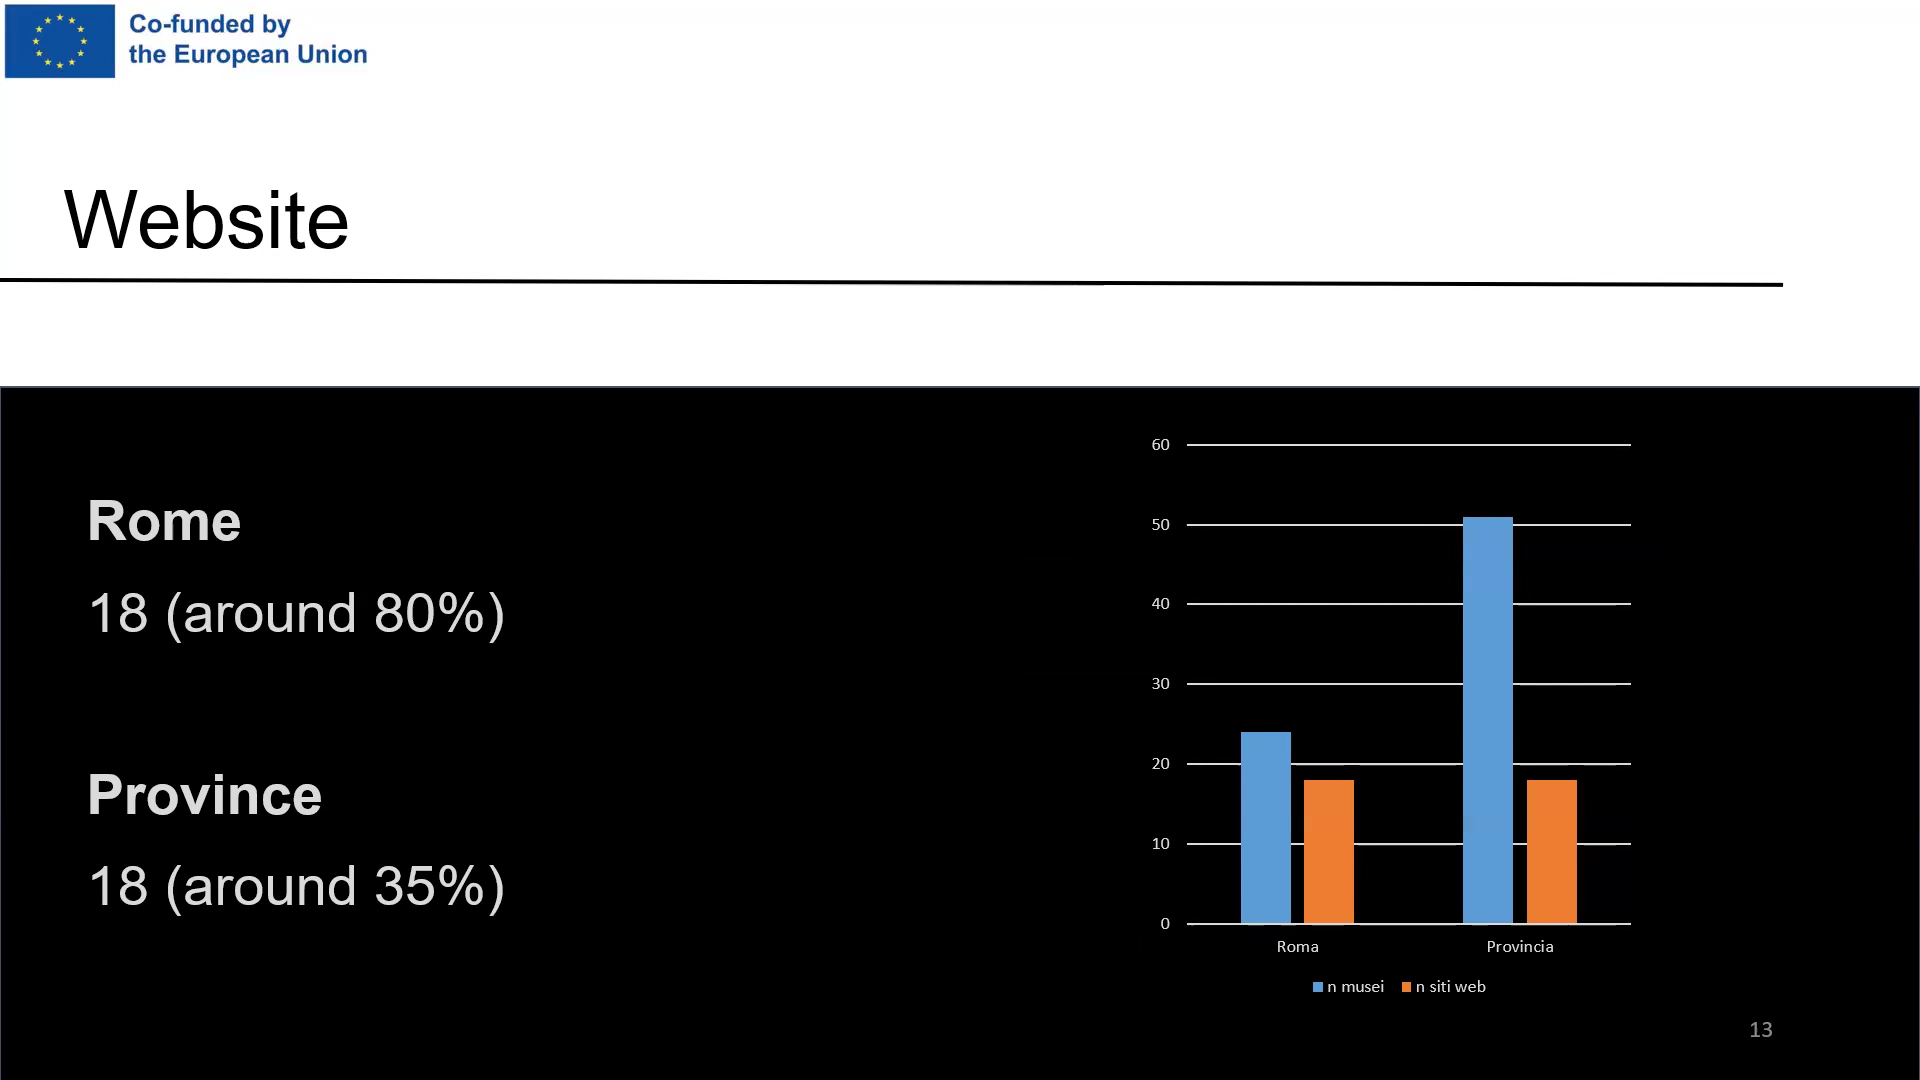 Co-funded by
the European Union
Website
Rome
18 (around 80%)
Province
18 (around 35%)
60
50
40
30
20
10
0
Roma
Provincia
n musei
n siti web
13